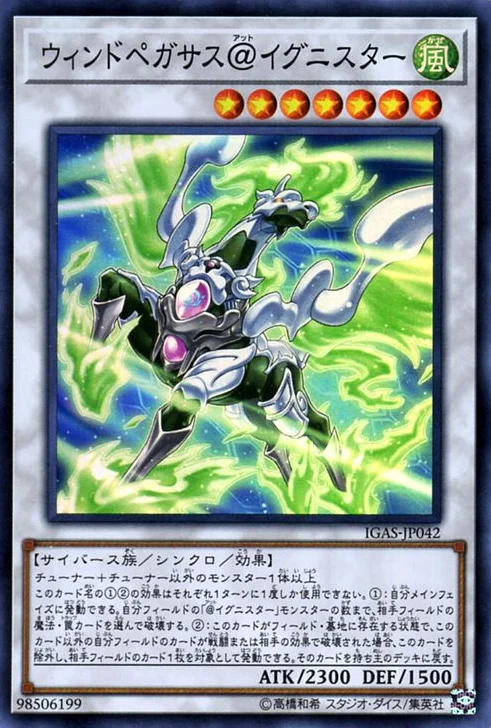 アット
ウィンドペガサス@イグニスター
かぜ
風
IGAS-JP042
【サイバース族／シンクロ／効果】
チューナー＋チューナー以外のモンスター1体以上
このカード名の①②の効果はそれぞれ1ターンに1度しか使用できない。①：自分メインフェ
イズに発動できる。自分フィールドの「@イグニスター」モンスターの数まで、相手フィールドの
魔法・罠カードを選んで破壊する。②：このカードがフィールド・墓地に存在する状態で、この
カード以外の自分フィールドのカードが戦闘または相手の効果で破壊された場合、このカードを
除外し、相手フィールドのカード1枚を対象として発動できる。そのカードを持ち主のデッキに戻す。
ATK/2300 DEF/1500
98506199
©高橋和希 スタジオ・ダイス/集英社